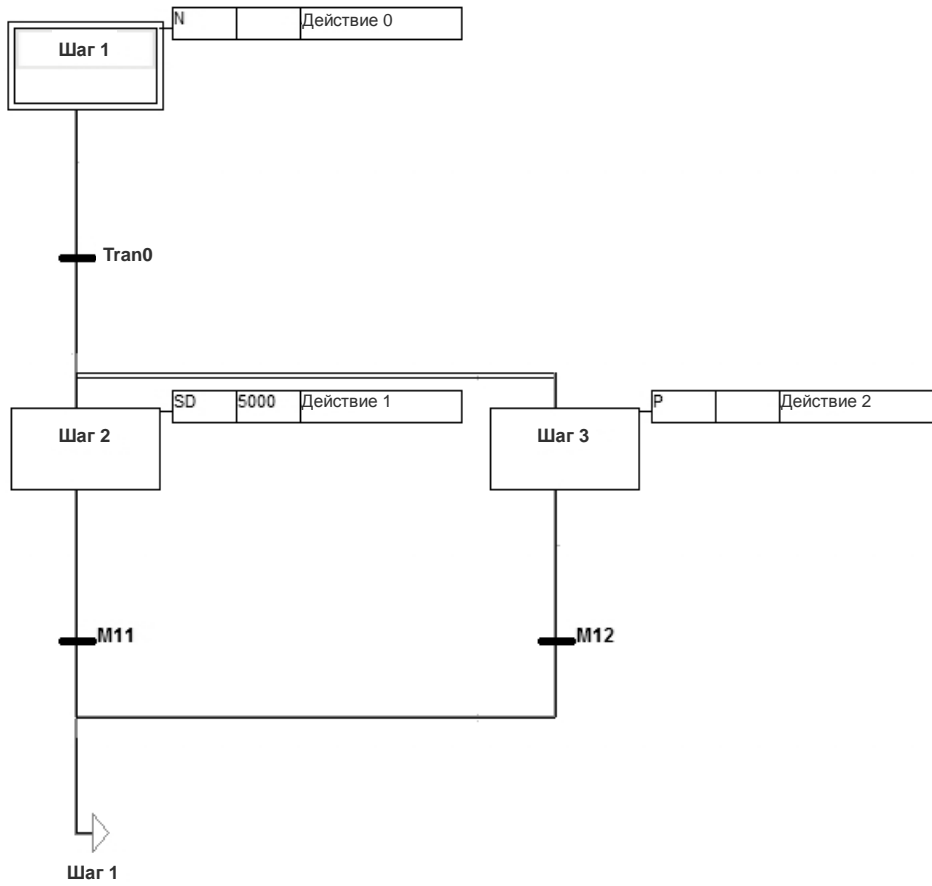 N Действие 0
Шаг 1
Tran0
SD 5000 Действие 1
P Действие 2
Шаг 2
Шаг 3
M11
M12
Шаг 1